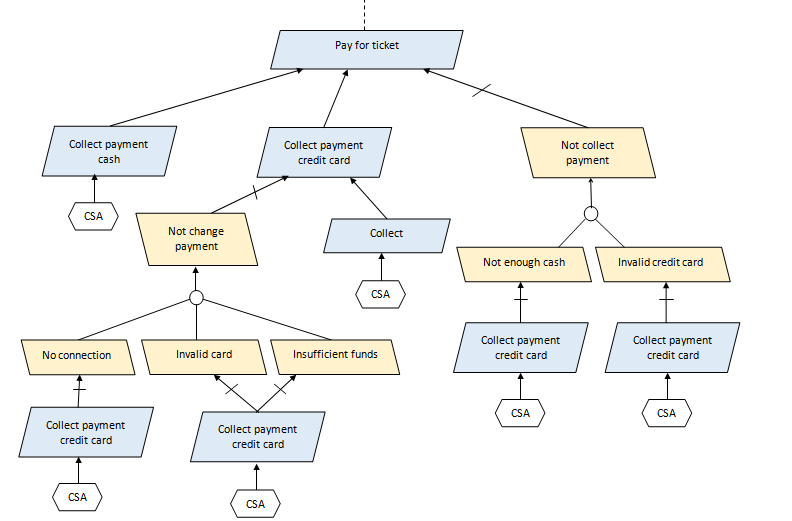 Pay for ticket
Collect payment
cash
Collect payment
credit card
Not collect
payment
CSA
Not change
payment
Collect
Not enough cash
Invalid credit card
CSA
No connection
Invalid card
Insufficient funds
Collect payment
credit card
Collect payment
credit card
Collect payment
credit card
Collect payment
credit card
CSA
CSA
CSA
CSA